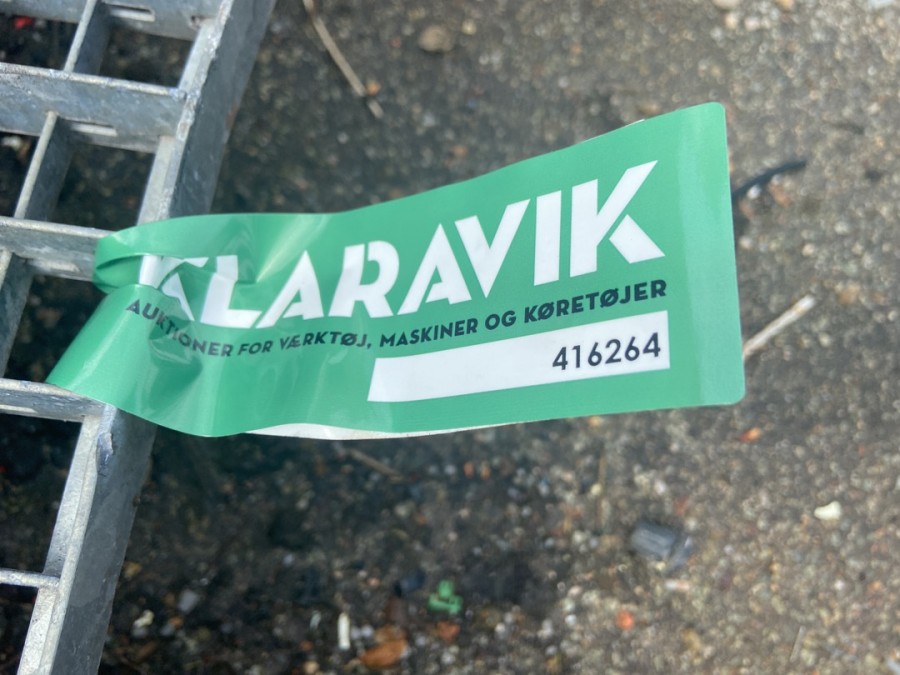 KLARAVIK
AUKTIONER FOR VÆRKTØJ, MASKINER OG KØRETØJER
416264